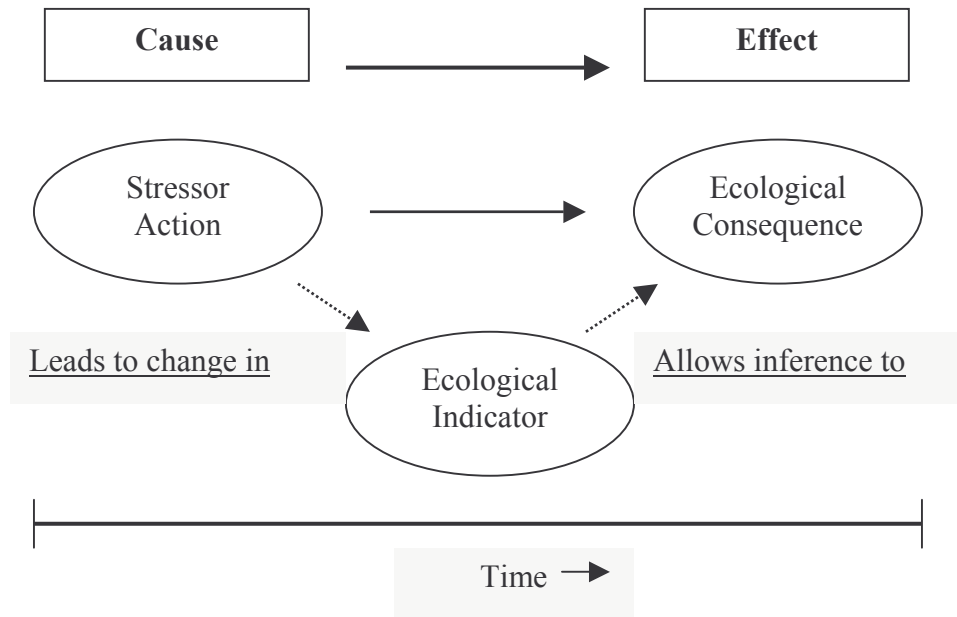 Cause
Effect
Stressor
Action
Ecological
Consequence
Leads to change in
Ecological
Indicator
Allows inference to
Time